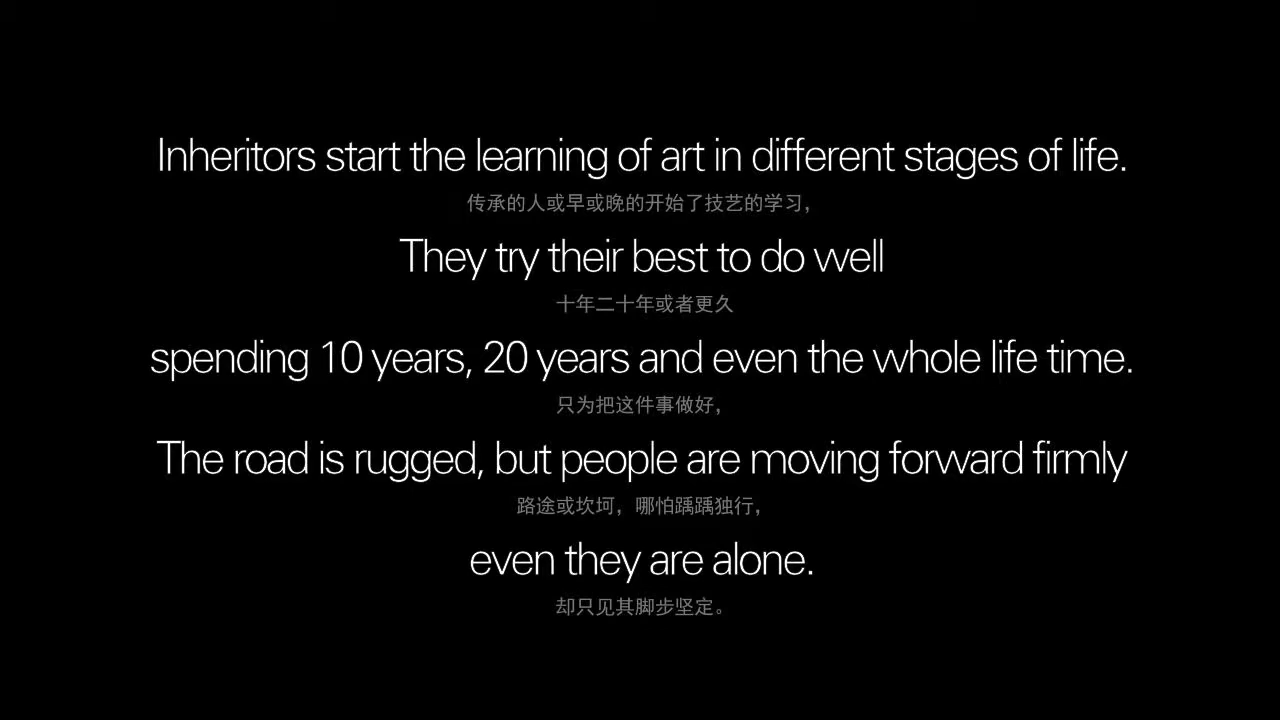 Inheritors start the learning of art in different stages of life.
传承的人或早或晚的开始了技艺的学习，
They try their best to do well
十年二十年或者更久
spending 10 years, 20 years and even the whole life time.
只为把这件事做好，
The road is rugged, but people are moving forward firmly
路途或坎坷，哪怕踽踽独行，
even they are alone.
却只见其脚步坚定。